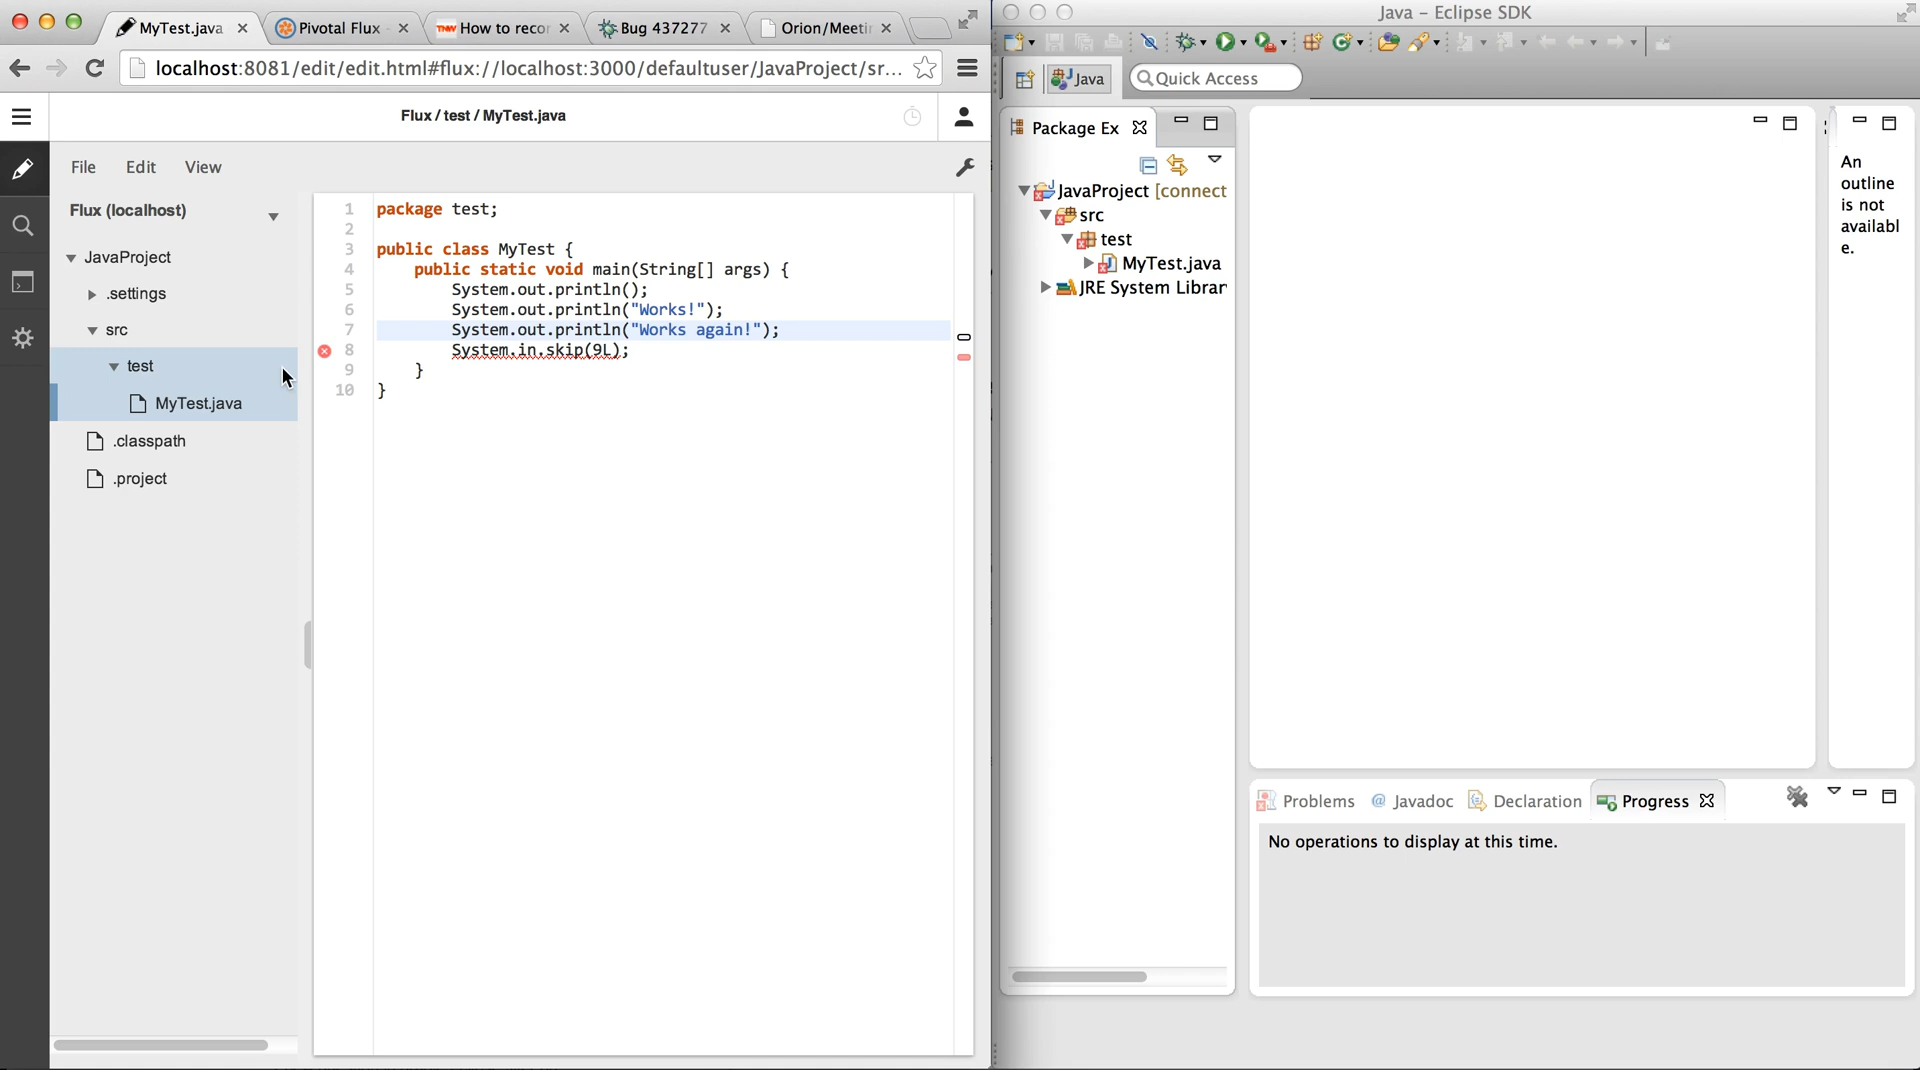 MyTest.java
Pivotal Flux
How to recor
Bug 437277
Orion/Meetin
localhost:8081/edit/edit.html#flux://localhost:3000/defaultuser/JavaProject/sr...
Flux / test / MyTest.java
File Edit View
Flux (localhost)
JavaProject
.settings
src
test
MyTest.java
.classpath
.project
1 package test;
2
3 public class MyTest {
4 public static void main(String[] args) {
5 System.out.println();
6 System.out.println("Works!");
7 System.out.println("Works again!");
8 System.in.skip(9L);
9 }
10 }
Java – Eclipse SDK
Java
Quick Access
Package Ex
JavaProject [connect
src
test
MyTest.java
JRE System Librar
An
outline
is not
availabl
e.
Problems @ Javadoc Declaration Progress
No operations to display at this time.